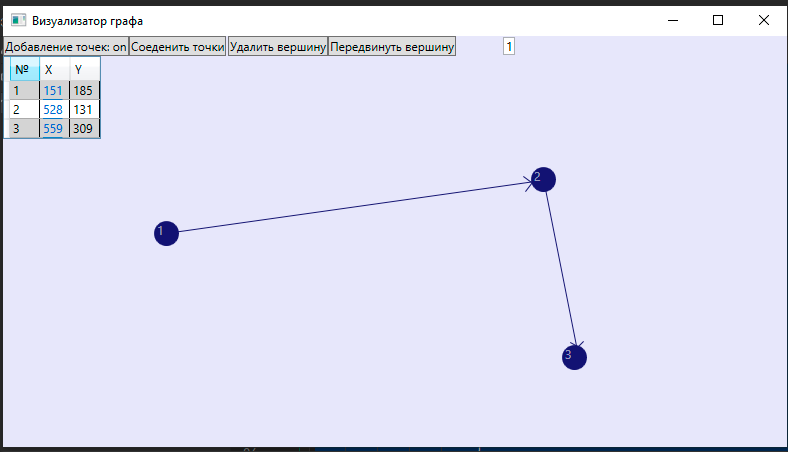 Визуализатор графа
Добавление точек: on Соеденить точки Удалить вершину Передвинуть вершину 1
№ X Y
1 151 185
2 528 131
3 559 309
2
1
3